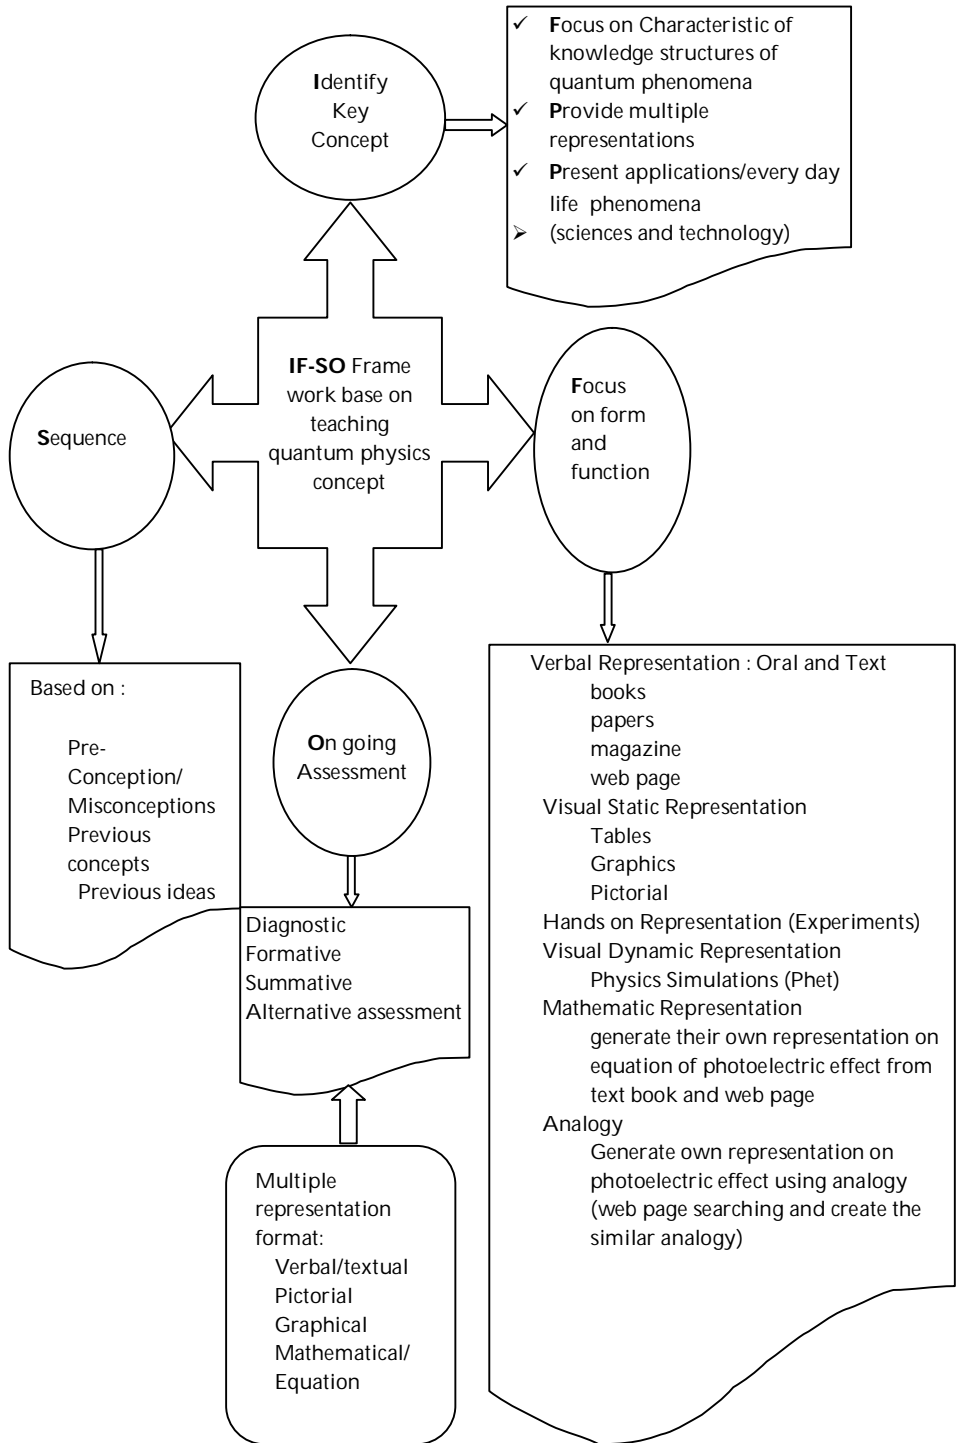 Identify
Key
Concept
✓ Focus on Characteristic of
knowledge structures of
quantum phenomena
✓ Provide multiple
representations
✓ Present applications/every day
life phenomena
➢ (sciences and technology)
IF-SO Frame
work base on
teaching
quantum physics
concept
Sequence
Focus
on form
and
function
On going
Assessment
Based on :
Pre-
Conception/
Misconceptions
Previous
concepts
Previous ideas
Diagnostic
Formative
Summative
Alternative assessment
Multiple
representation
format:
Verbal/textual
Pictorial
Graphical
Mathematical/
Equation
Verbal Representation : Oral and Text
books
papers
magazine
web page
Visual Static Representation
Tables
Graphics
Pictorial
Hands on Representation (Experiments)
Visual Dynamic Representation
Physics Simulations (Phet)
Mathematic Representation
generate their own representation on
equation of photoelectric effect from
text book and web page
Analogy
Generate own representation on
photoelectric effect using analogy
(web page searching and create the
similar analogy)